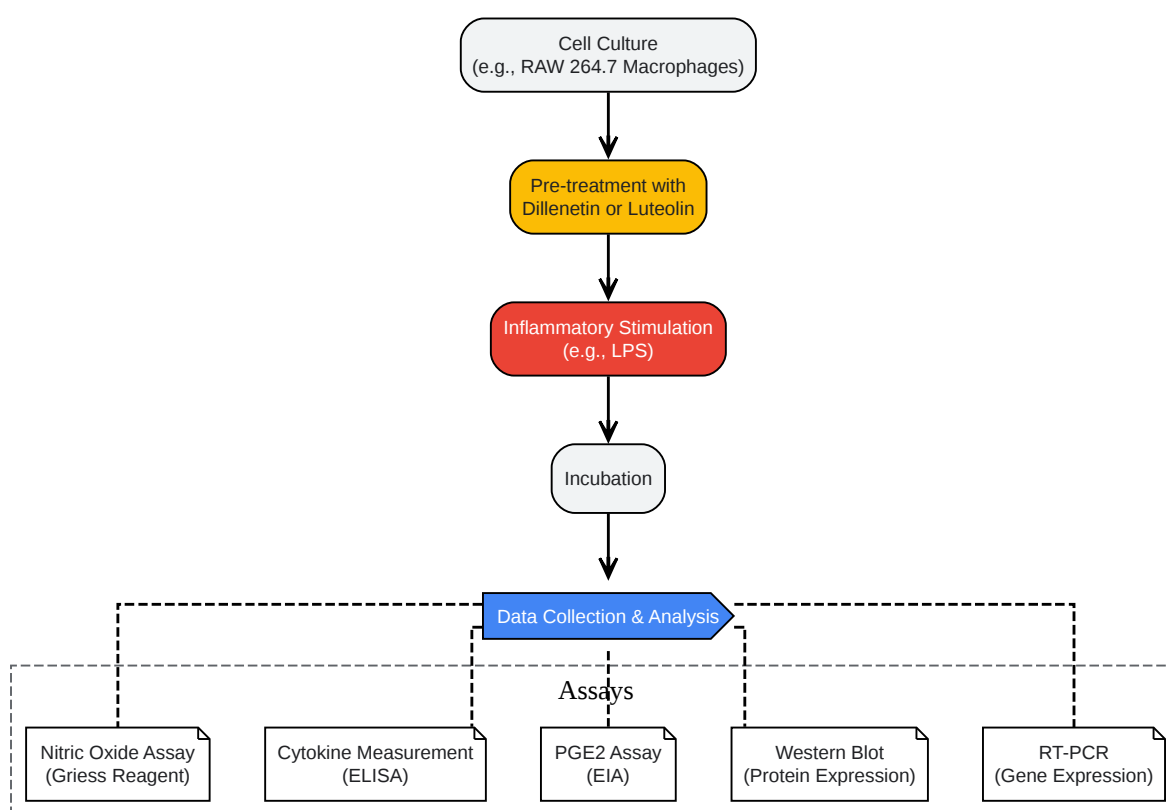 Cell Culture
(e.g., RAW 264.7 Macrophages)
Pre-treatment with
Dillenetin or Luteolin
Inflammatory Stimulation
(e.g., LPS)
Incubation
Data Collection & Analysis
Assays
Nitric Oxide Assay
(Griess Reagent)
Cytokine Measurement
(ELISA)
PGE2 Assay
(EIA)
Western Blot
(Protein Expression)
RT-PCR
(Gene Expression)